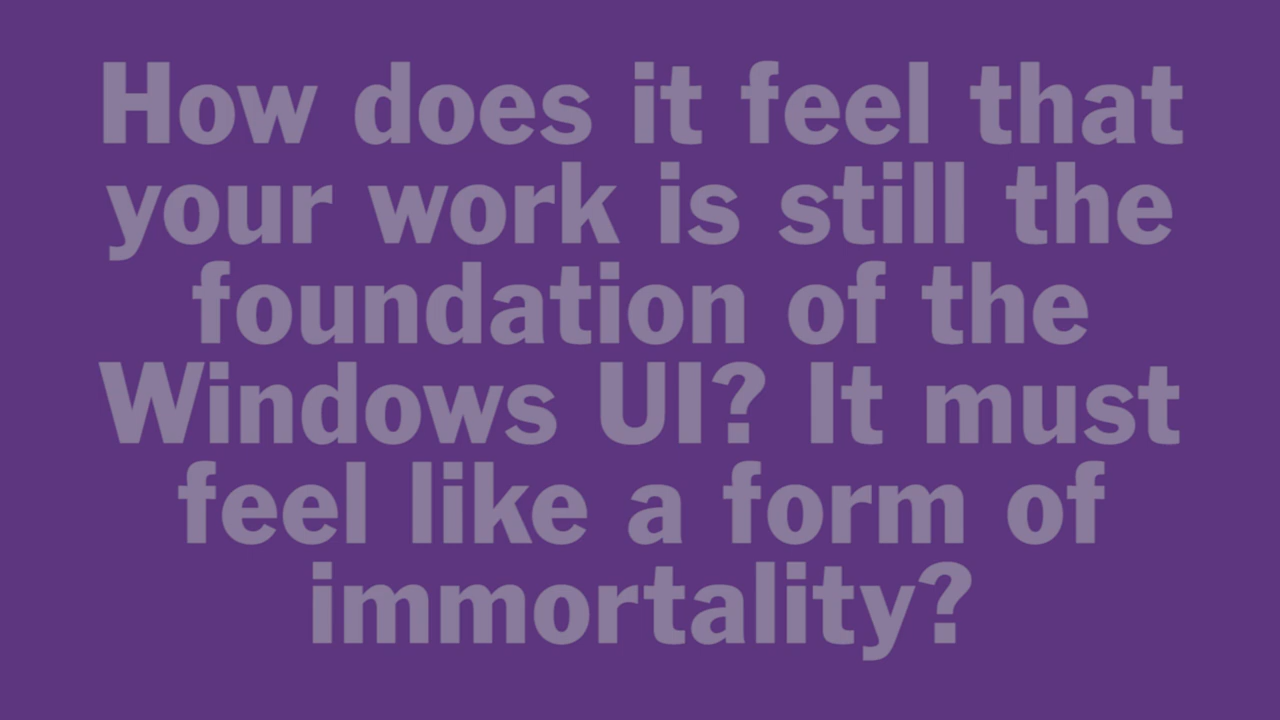 How does it feel that
your work is still the
foundation of the
Windows UI? It must
feel like a form of
immortality?